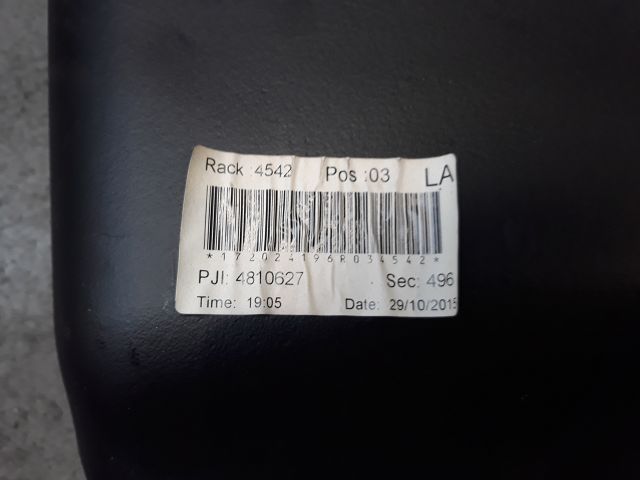 Rack :4542 Pos :03 LA
*172024196R034542*
PJI: 4810627 Sec: 496
Time: 19:05 Date: 29/10/2015